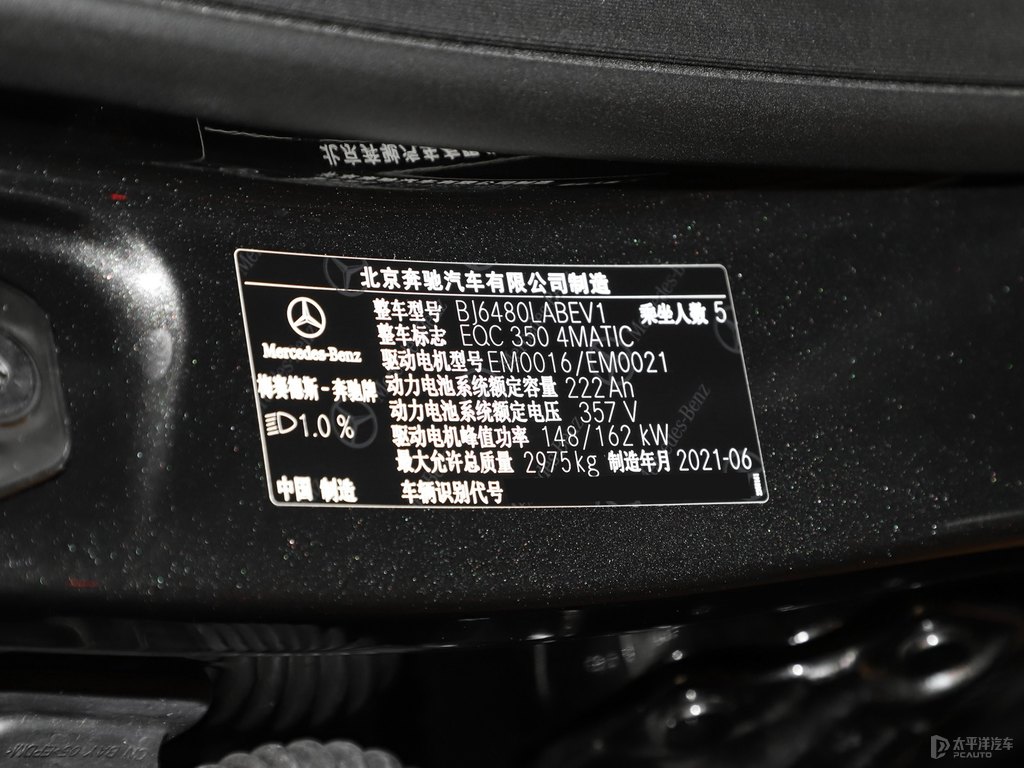 北京奔驰汽车有限公司制造
整车型号 BJ6480LABEV1 乘坐人数 5
整车标志 EQC 350 4MATIC
Mercedes-Benz
驱动电机型号 EM0016/EM0021
梅赛德斯-奔驰牌
动力电池系统额定容量 222 Ah
动力电池系统额定电压 357 V
1.0 %
驱动电机峰值功率 148/162 kW
最大允许总质量 2975 kg 制造年月 2021-06
中国 制造 车辆识别代号
太平洋汽车
PCAUTO